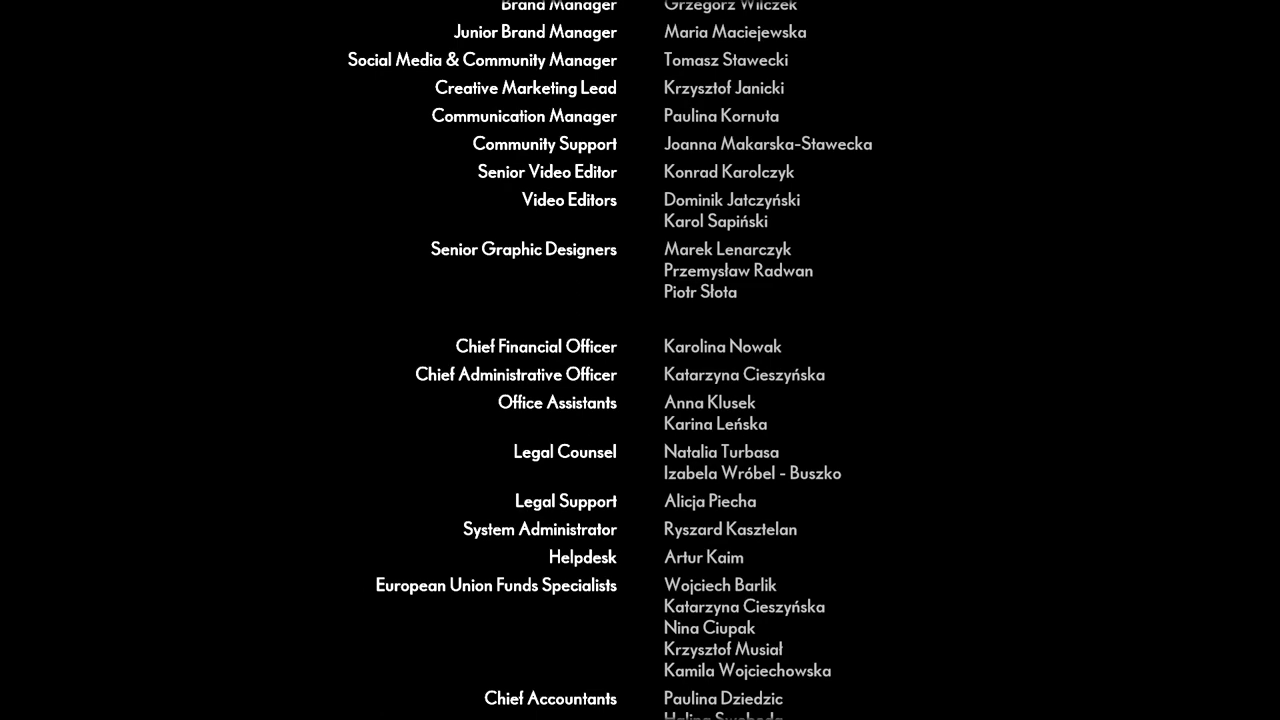 Brand Manager Grzegorz Wilczek
Junior Brand Manager Maria Maciejewska
Social Media & Community Manager Tomasz Stawecki
Creative Marketing Lead Krzysztof Janicki
Communication Manager Paulina Kornuta
Community Support Joanna Makarska-Stawecka
Senior Video Editor Konrad Karolczyk
Video Editors Dominik Jatczyński
Karol Sapiński
Senior Graphic Designers Marek Lenarczyk
Przemysław Radwan
Piotr Słota
Chief Financial Officer Karolina Nowak
Chief Administrative Officer Katarzyna Cieszyńska
Office Assistants Anna Klusek
Karina Leńska
Legal Counsel Natalia Turbasa
Izabela Wróbel - Buszko
Legal Support Alicja Piecha
System Administrator Ryszard Kasztelan
Helpdesk Artur Kaim
European Union Funds Specialists Wojciech Barlik
Katarzyna Cieszyńska
Nina Ciupak
Krzysztof Musiał
Kamila Wojciechowska
Chief Accountants Paulina Dziedzic